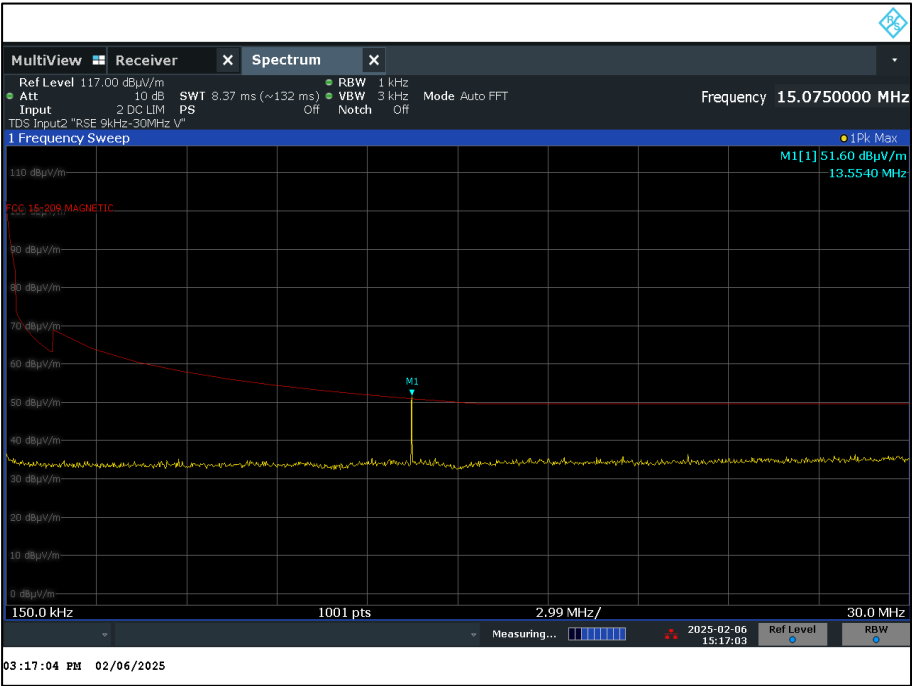 R&S
MultiView Receiver X Spectrum X
Ref Level 117.00 dBµV/m RBW 1 kHz
Att 10 dB SWT 8.37 ms (~132 ms) VBW 3 kHz Mode Auto FFT Frequency 15.0750000 MHz
Input 2 DC LIM PS Off Notch Off
TDS Input2 "RSE 9kHz-30MHz V"
1 Frequency Sweep 1Pk Max
M1[1] 51.60 dBµV/m
13.5540 MHz
110 dBµV/m
FCC 15-209 MAGNETIC
100 dBµV/m
90 dBµV/m
80 dBµV/m
70 dBµV/m
60 dBµV/m
M1
50 dBµV/m
40 dBµV/m
30 dBµV/m
20 dBµV/m
10 dBµV/m
0 dBµV/m
150.0 kHz 1001 pts 2.99 MHz/ 30.0 MHz
Measuring... 2025-02-06 Ref Level RBW
15:17:03
03:17:04 PM 02/06/2025